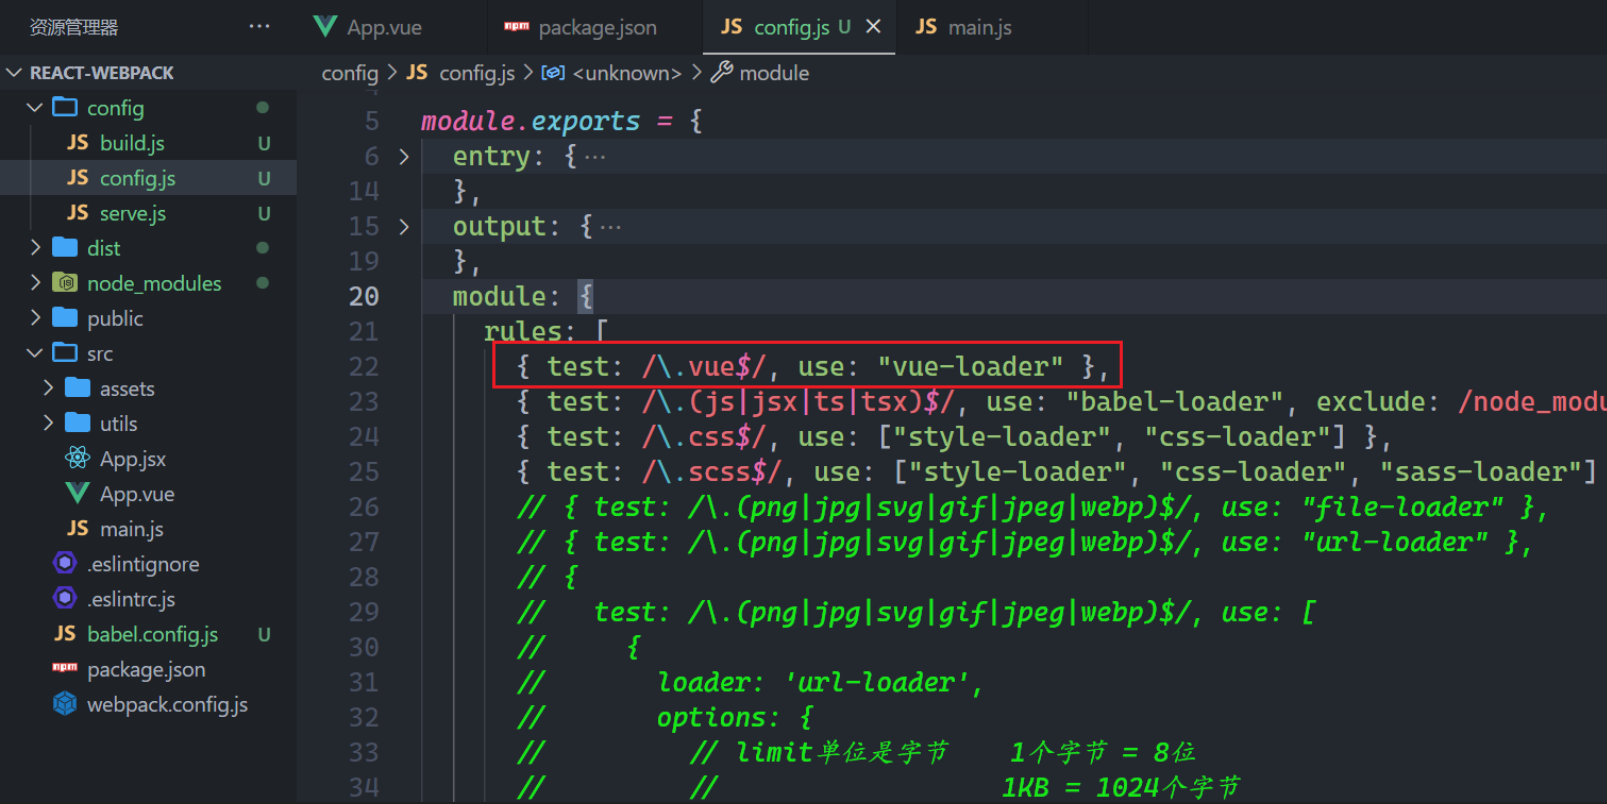 资源管理器 ···
App.vue
package.json
JS config.js U ×
JS main.js
REACT-WEBPACK
config
JS build.js U
JS config.js U
JS serve.js U
dist
node_modules
public
src
assets
utils
App.jsx
App.vue
JS main.js
.eslintignore
.eslintrc.js
JS babel.config.js U
package.json
webpack.config.js
config > JS config.js > <unknown> > module
5 module.exports = {
6 entry: {···
14 },
15 output: {···
19 },
20 module: {
21 rules: [
22 { test: /\.vue$/, use: "vue-loader" },
23 { test: /\.(js|jsx|ts|tsx)$/, use: "babel-loader", exclude: /node_modu
24 { test: /\.css$/, use: ["style-loader", "css-loader"] },
25 { test: /\.scss$/, use: ["style-loader", "css-loader", "sass-loader"]
26 // { test: /\.(png|jpg|svg|gif|jpeg|webp)$/, use: "file-loader" },
27 // { test: /\.(png|jpg|svg|gif|jpeg|webp)$/, use: "url-loader" },
28 // {
29 // test: /\.(png|jpg|svg|gif|jpeg|webp)$/, use: [
30 // {
31 // loader: 'url-loader',
32 // options: {
33 // // limit单位是字节 1个字节 = 8位
34 // // 1KB = 1024个字节